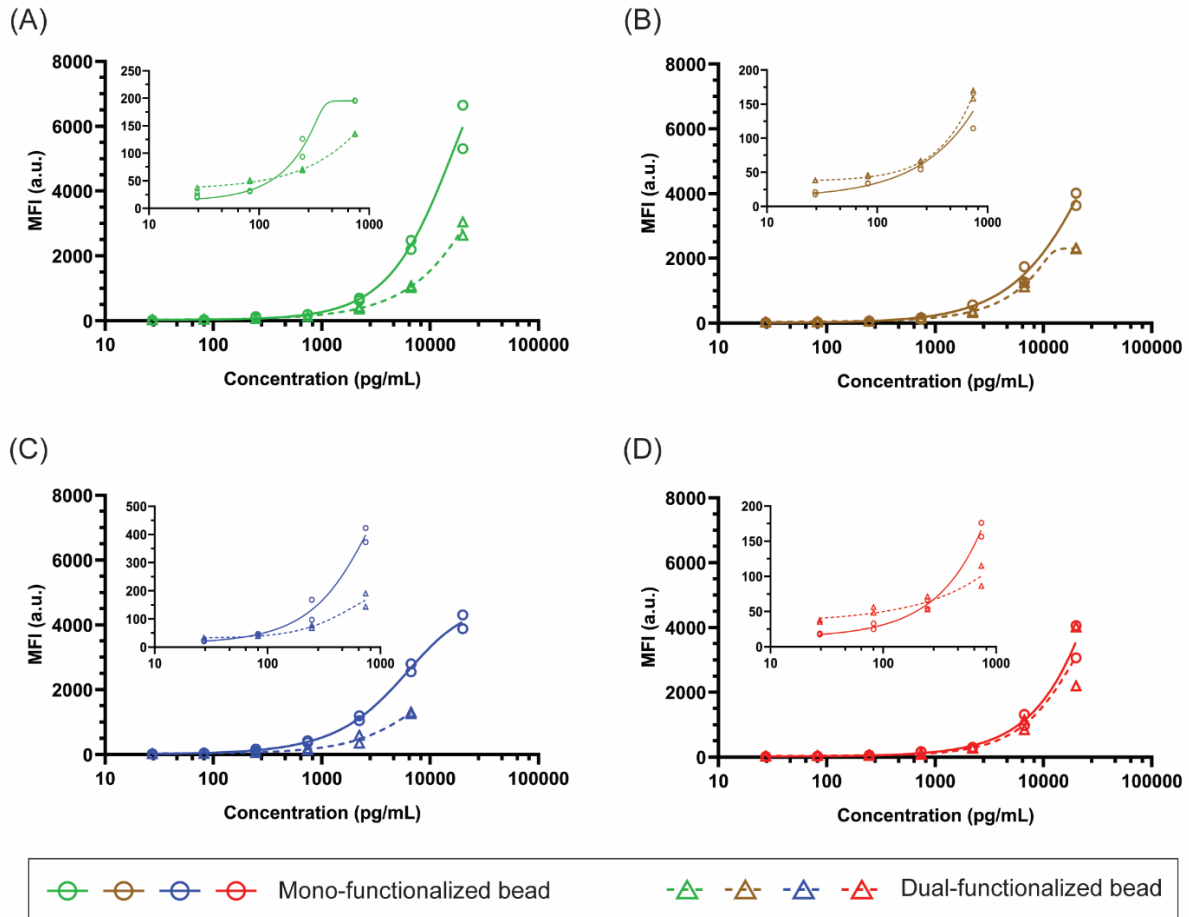 (A)
8000
6000
4000
2000
0
MFI (a.u.)
10 100 1000 10000 100000
Concentration (pg/mL)
250
200
150
100
50
0
10 100 1000
(B)
8000
6000
4000
2000
0
MFI (a.u.)
10 100 1000 10000 100000
Concentration (pg/mL)
200
150
100
50
0
10 100 1000
(C)
8000
6000
4000
2000
0
MFI (a.u.)
10 100 1000 10000 100000
Concentration (pg/mL)
500
400
300
200
100
0
10 100 1000
(D)
8000
6000
4000
2000
0
MFI (a.u.)
10 100 1000 10000 100000
Concentration (pg/mL)
200
150
100
50
0
10 100 1000
Mono-functionalized bead
Dual-functionalized bead